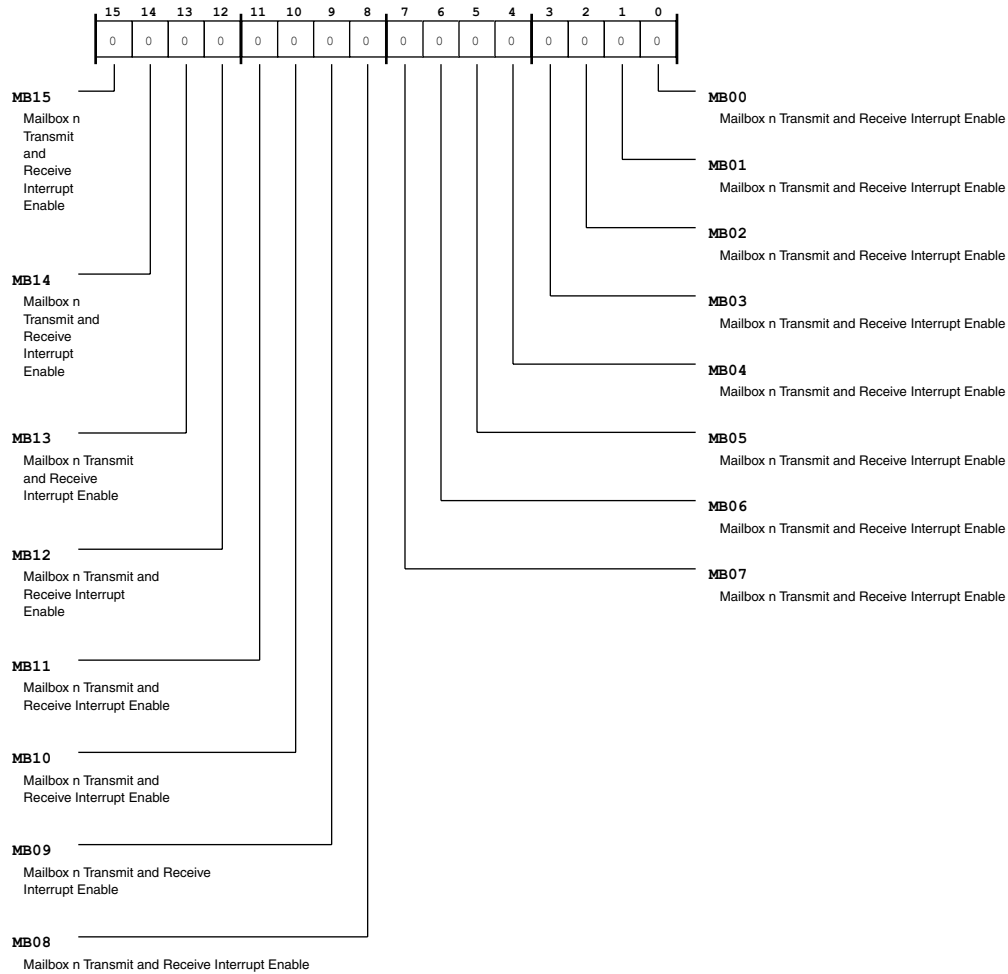 15 14 13 12 11 10 9 8 7 6 5 4 3 2 1 0
0 0 0 0 0 0 0 0 0 0 0 0 0 0 0 0
MB15
Mailbox n
Transmit
and
Receive
Interrupt
Enable
MB14
Mailbox n
Transmit and
Receive
Interrupt
Enable
MB13
Mailbox n Transmit
and Receive
Interrupt Enable
MB12
Mailbox n Transmit and
Receive Interrupt
Enable
MB11
Mailbox n Transmit and
Receive Interrupt Enable
MB10
Mailbox n Transmit and
Receive Interrupt Enable
MB09
Mailbox n Transmit and Receive
Interrupt Enable
MB08
Mailbox n Transmit and Receive Interrupt Enable
MB00
Mailbox n Transmit and Receive Interrupt Enable
MB01
Mailbox n Transmit and Receive Interrupt Enable
MB02
Mailbox n Transmit and Receive Interrupt Enable
MB03
Mailbox n Transmit and Receive Interrupt Enable
MB04
Mailbox n Transmit and Receive Interrupt Enable
MB05
Mailbox n Transmit and Receive Interrupt Enable
MB06
Mailbox n Transmit and Receive Interrupt Enable
MB07
Mailbox n Transmit and Receive Interrupt Enable